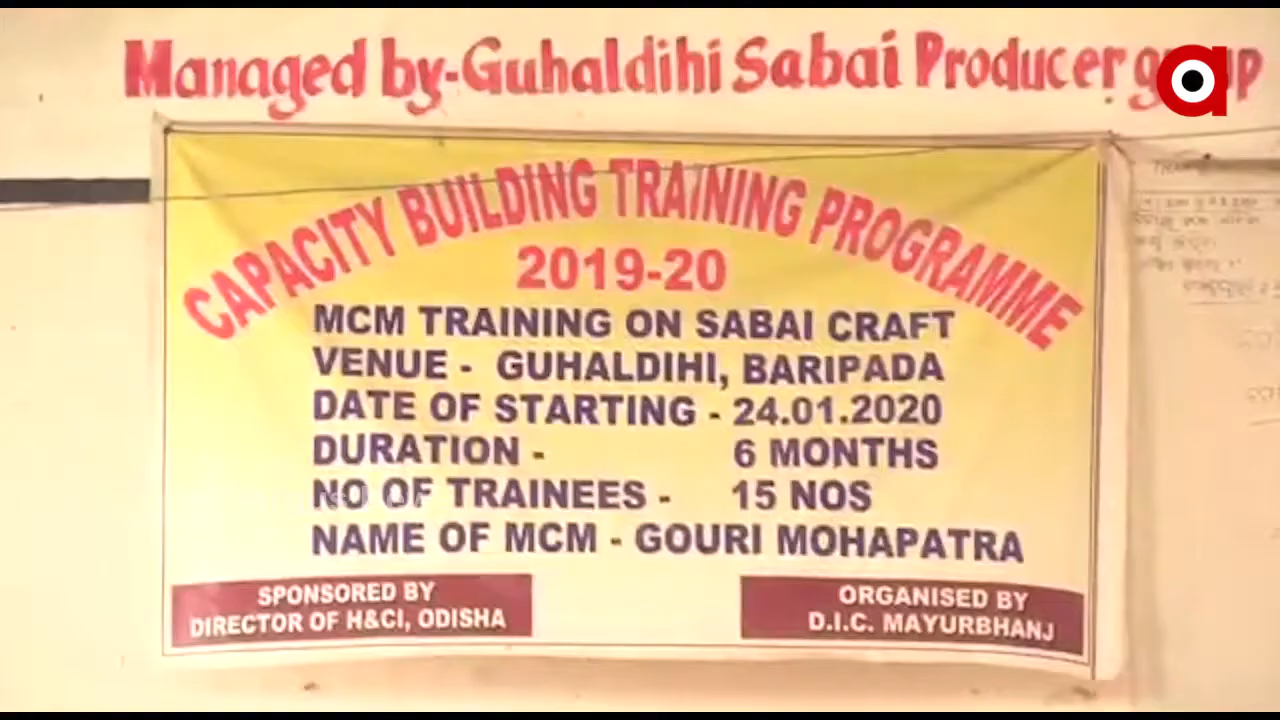 Managed by-Guhaldihi Sabai Producer
CAPACITY BUILDING TRAINING PROGRAMME
2019-20
MCM TRAINING ON SABAI CRAFT
VENUE - GUHALDIHI, BARIPADA
DATE OF STARTING - 24.01.2020
DURATION - 6 MONTHS
NO OF TRAINEES - 15 NOS
NAME OF MCM - GOURI MOHAPATRA
SPONSORED BY
DIRECTOR OF H&CI, ODISHA
ORGANISED BY
D.I.C. MAYURBHANJ